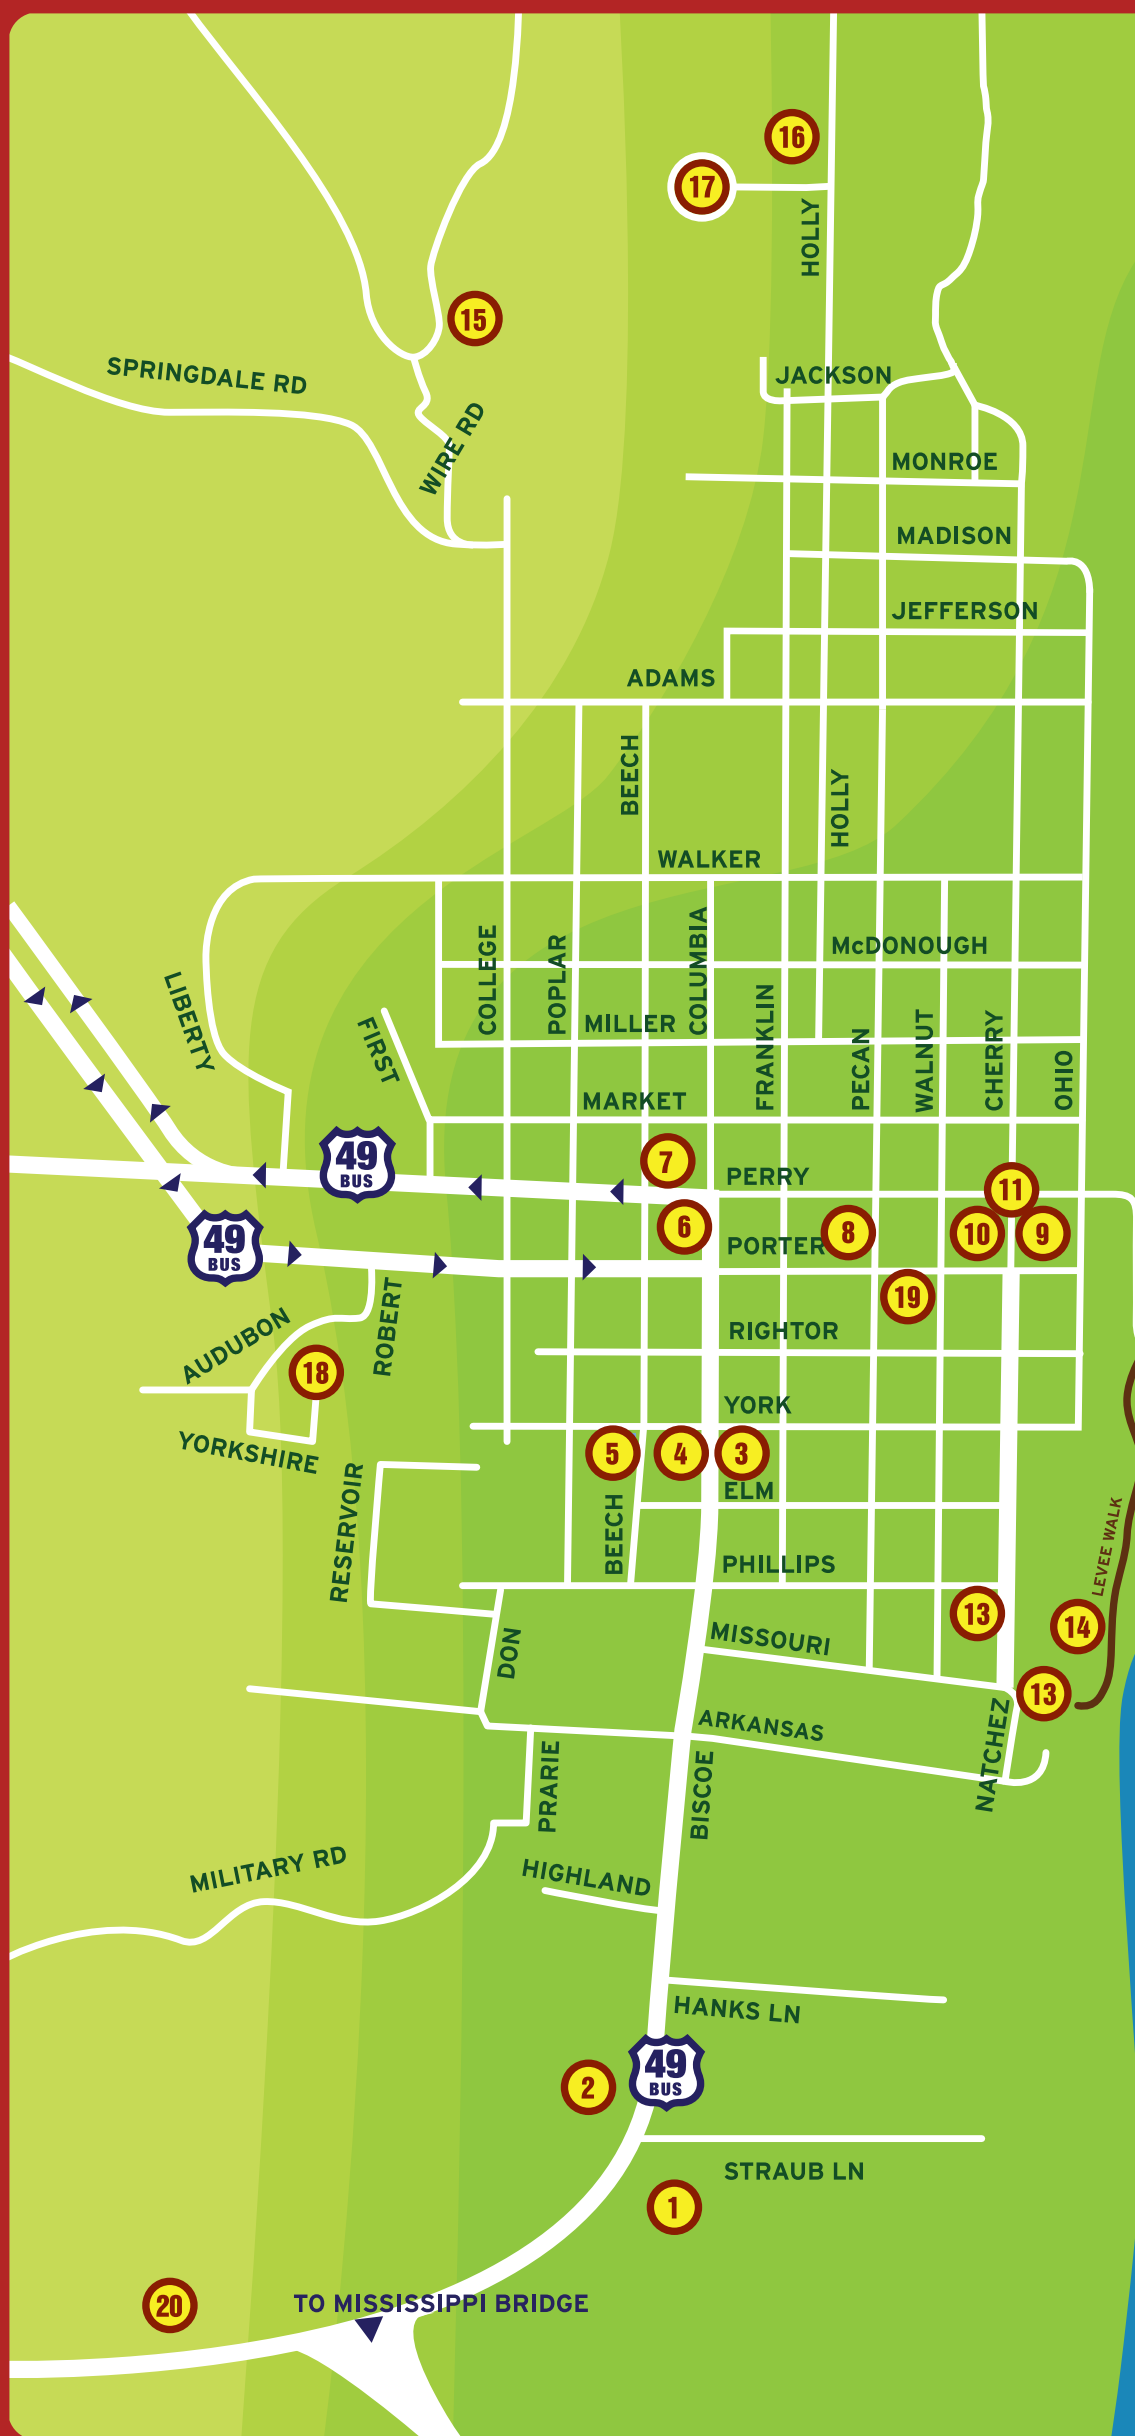 16
17
HOLLY
15
SPRINGDALE RD
JACKSON
WIRE RD
MONROE
MADISON
JEFFERSON
ADAMS
BEECH
HOLLY
WALKER
COLLEGE
POPLAR
COLUMBIA
McDONOUGH
LIBERTY
FIRST
MILLER
FRANKLIN
PECAN
WALNUT
CHERRY
OHIO
MARKET
49
BUS
7
PERRY
11
49
BUS
6
PORTER
8
10
9
19
AUDUBON
ROBERT
RIGHTOR
18
YORK
YORKSHIRE
5
4
3
RESERVOIR
BEECH
ELM
LEVEE WALK
PHILLIPS
13
14
DON
MISSOURI
13
ARKANSAS
NATCHEZ
PRARIE
BISCOE
MILITARY RD
HIGHLAND
HANKS LN
49
BUS
2
STRAUB LN
1
20
TO MISSISSIPPI BRIDGE